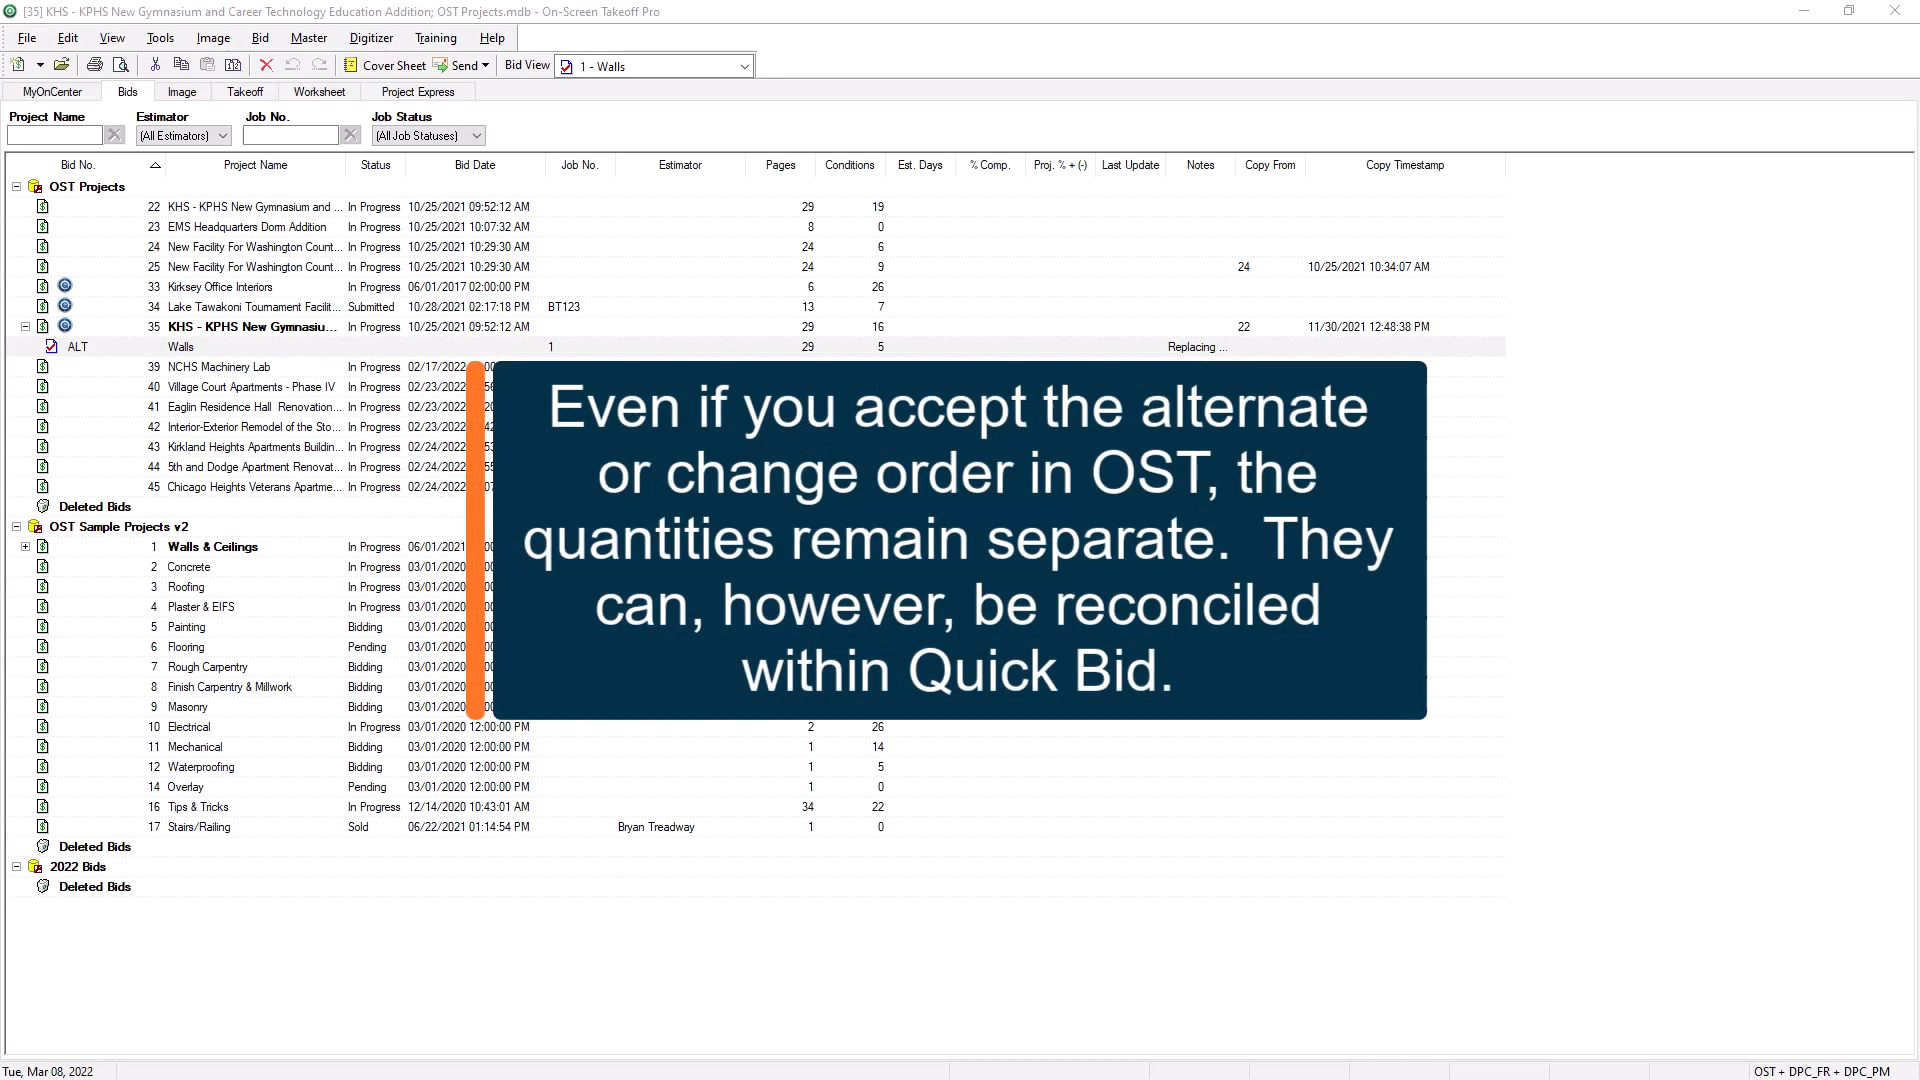 [35] KHS - KPHS New Gymnasium and Career Technology Education Addition; OST Projects.mdb - On-Screen Takeoff Pro
File Edit View Tools Image Bid Master Digitizer Training Help
Cover Sheet Send Bid View 1 - Walls
MyOnCenter Bids Image Takeoff Worksheet Project Express
Project Name Estimator Job No. Job Status
(All Estimators) (All Job Statuses)
Bid No. Project Name Status Bid Date Job No. Estimator Pages Conditions Est. Days % Comp. Proj. % + (-) Last Update Notes Copy From Copy Timestamp
OST Projects
22 KHS - KPHS New Gymnasium and ... In Progress 10/25/2021 09:52:12 AM 29 19
23 EMS Headquarters Dorm Addition In Progress 10/25/2021 10:07:32 AM 8 0
24 New Facility For Washington Count... In Progress 10/25/2021 10:29:30 AM 24 6
25 New Facility For Washington Count... In Progress 10/25/2021 10:29:30 AM 24 9 24 10/25/2021 10:34:07 AM
33 Kirksey Office Interiors In Progress 06/01/2017 02:00:00 PM 6 26
34 Lake Tawakoni Tournament Facilit... Submitted 10/28/2021 02:17:18 PM BT123 13 7
35 KHS - KPHS New Gymnasiu... In Progress 10/25/2021 09:52:12 AM 29 16 22 11/30/2021 12:48:38 PM
ALT Walls 1 29 5 Replacing ...
39 NCHS Machinery Lab In Progress 02/17/2022
40 Village Court Apartments - Phase IV In Progress 02/23/2022
41 Eaglin Residence Hall Renovation... In Progress 02/23/2022
42 Interior-Exterior Remodel of the Sto... In Progress 02/23/2022
43 Kirkland Heights Apartments Buildin... In Progress 02/24/2022
44 5th and Dodge Apartment Renovat... In Progress 02/24/2022
45 Chicago Heights Veterans Apartme... In Progress 02/24/2022
Deleted Bids
OST Sample Projects v2
1 Walls & Ceilings In Progress 06/01/2021
2 Concrete In Progress 03/01/2020
3 Roofing In Progress 03/01/2020
4 Plaster & EIFS In Progress 03/01/2020
5 Painting Bidding 03/01/2020
6 Flooring Pending 03/01/2020
7 Rough Carpentry Bidding 03/01/2020
8 Finish Carpentry & Millwork Bidding 03/01/2020
9 Masonry Bidding 03/01/2020
10 Electrical In Progress 03/01/2020 12:00:00 PM 2 26
11 Mechanical Bidding 03/01/2020 12:00:00 PM 1 14
12 Waterproofing Bidding 03/01/2020 12:00:00 PM 1 5
14 Overlay Pending 03/01/2020 12:00:00 PM 1 0
16 Tips & Tricks In Progress 12/14/2020 10:43:01 AM 34 22
17 Stairs/Railing Sold 06/22/2021 01:14:54 PM Bryan Treadway 1 0
Deleted Bids
2022 Bids
Deleted Bids
Even if you accept the alternate
or change order in OST, the
quantities remain separate. They
can, however, be reconciled
within Quick Bid.
Tue, Mar 08, 2022 OST + DPC_FR + DPC_PM